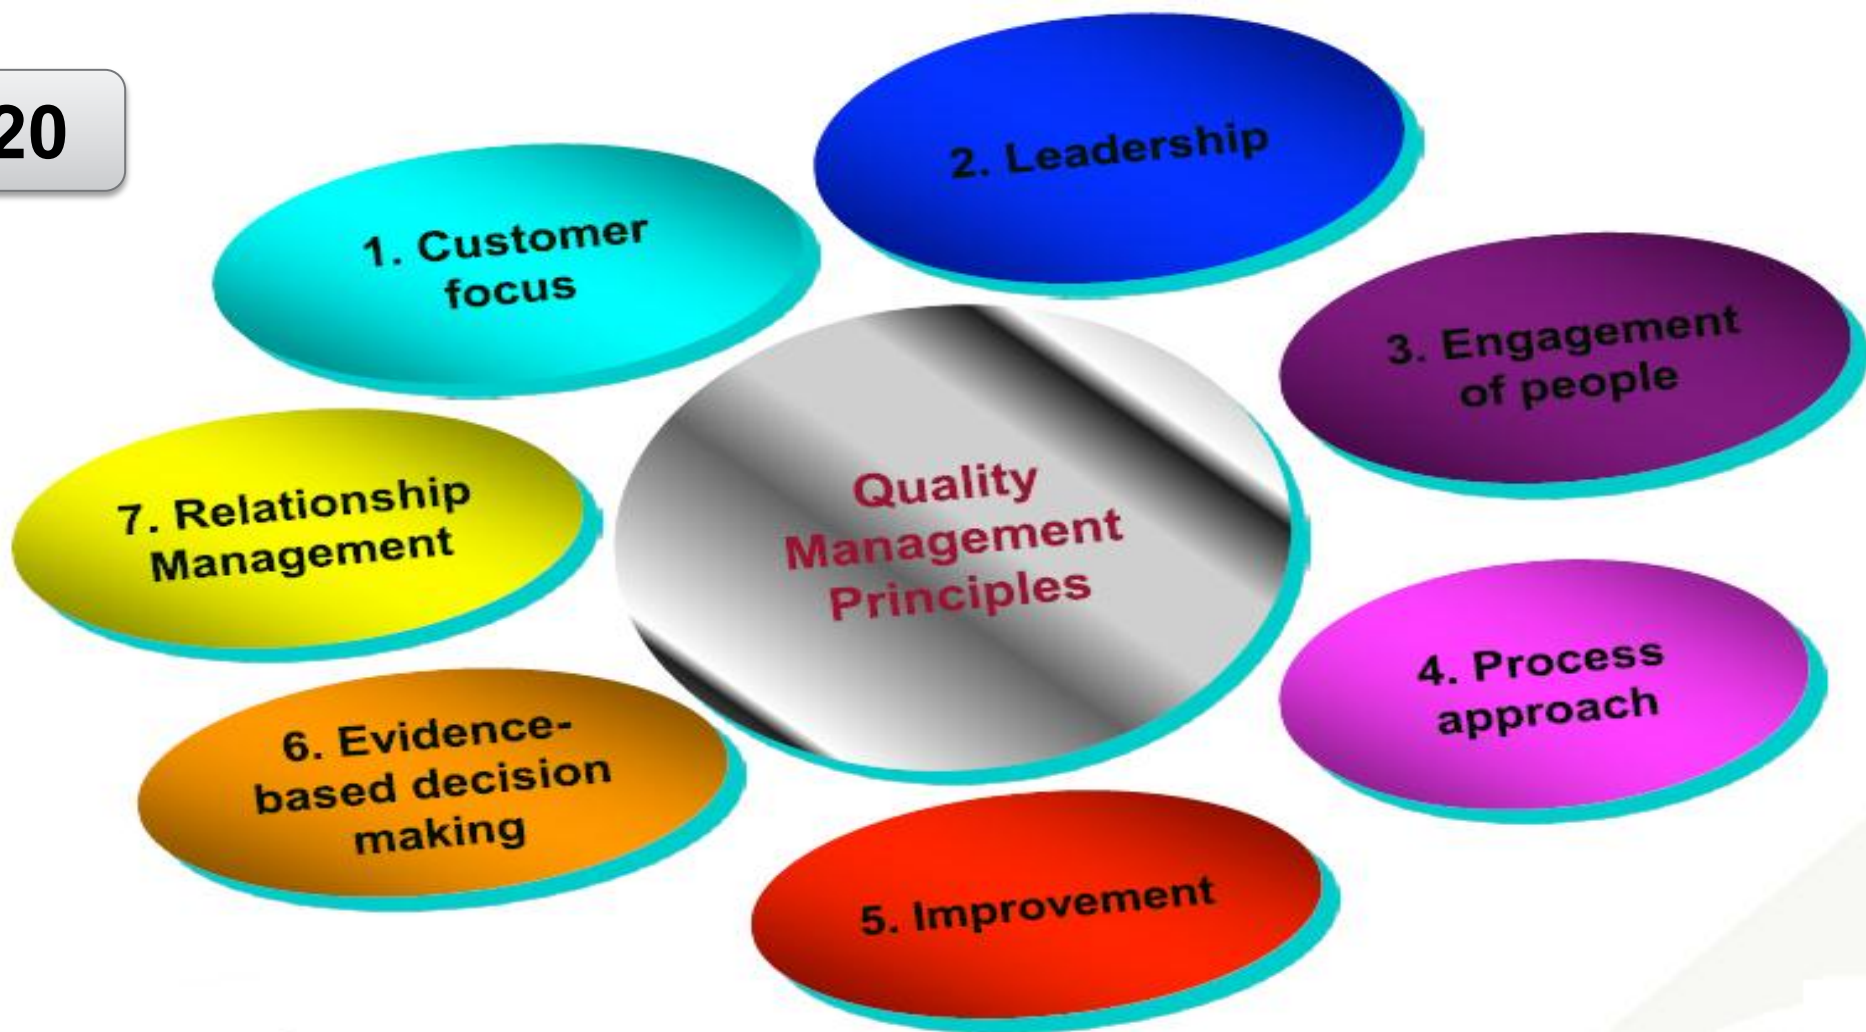 20
1. Customer
focus
2. Leadership
3. Engagement
of people
4. Process
approach
5. Improvement
6. Evidence-
based decision
making
7. Relationship
Management
Quality
Management
Principles